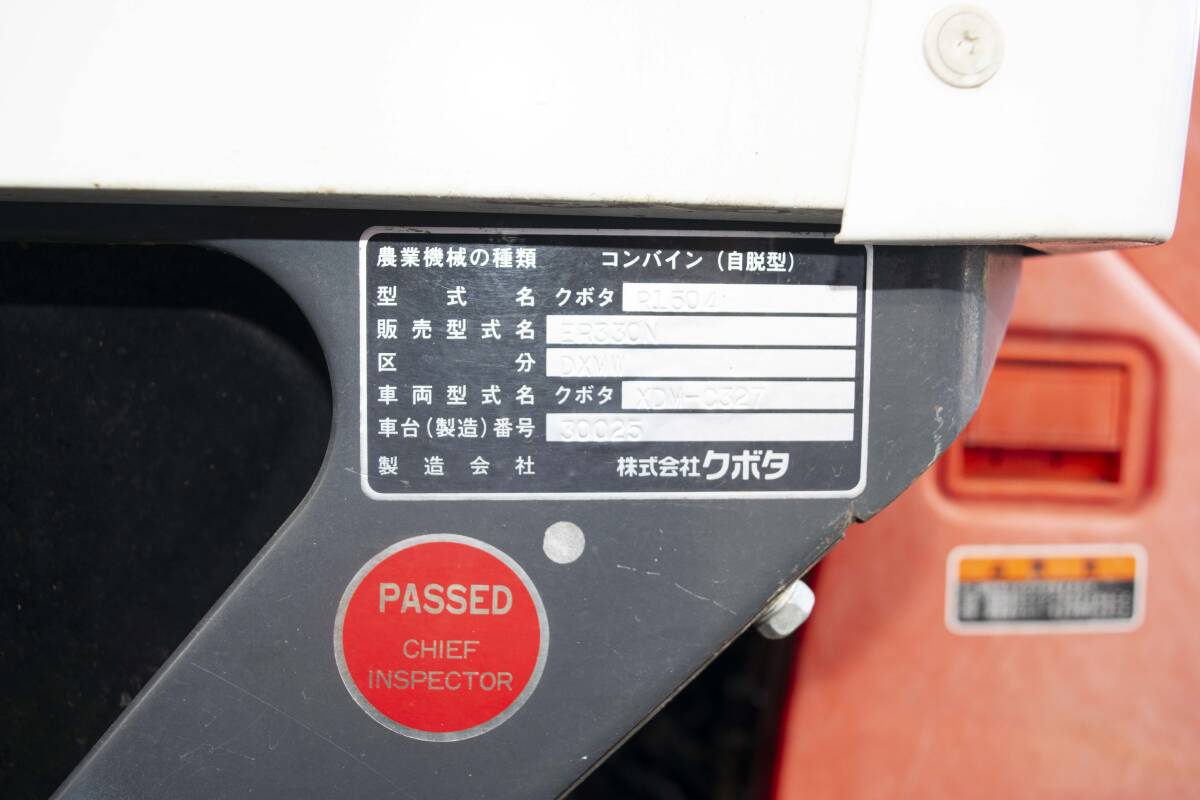 農業機械の種類 コンバイン(自脱型)
型式名 クボタ R1504
販売型式名 ER330N
区分 DXMW
車両型式名 クボタ XDM-C327
車台(製造)番号 30025
製造会社 株式会社クボタ
PASSED
CHIEF
INSPECTOR